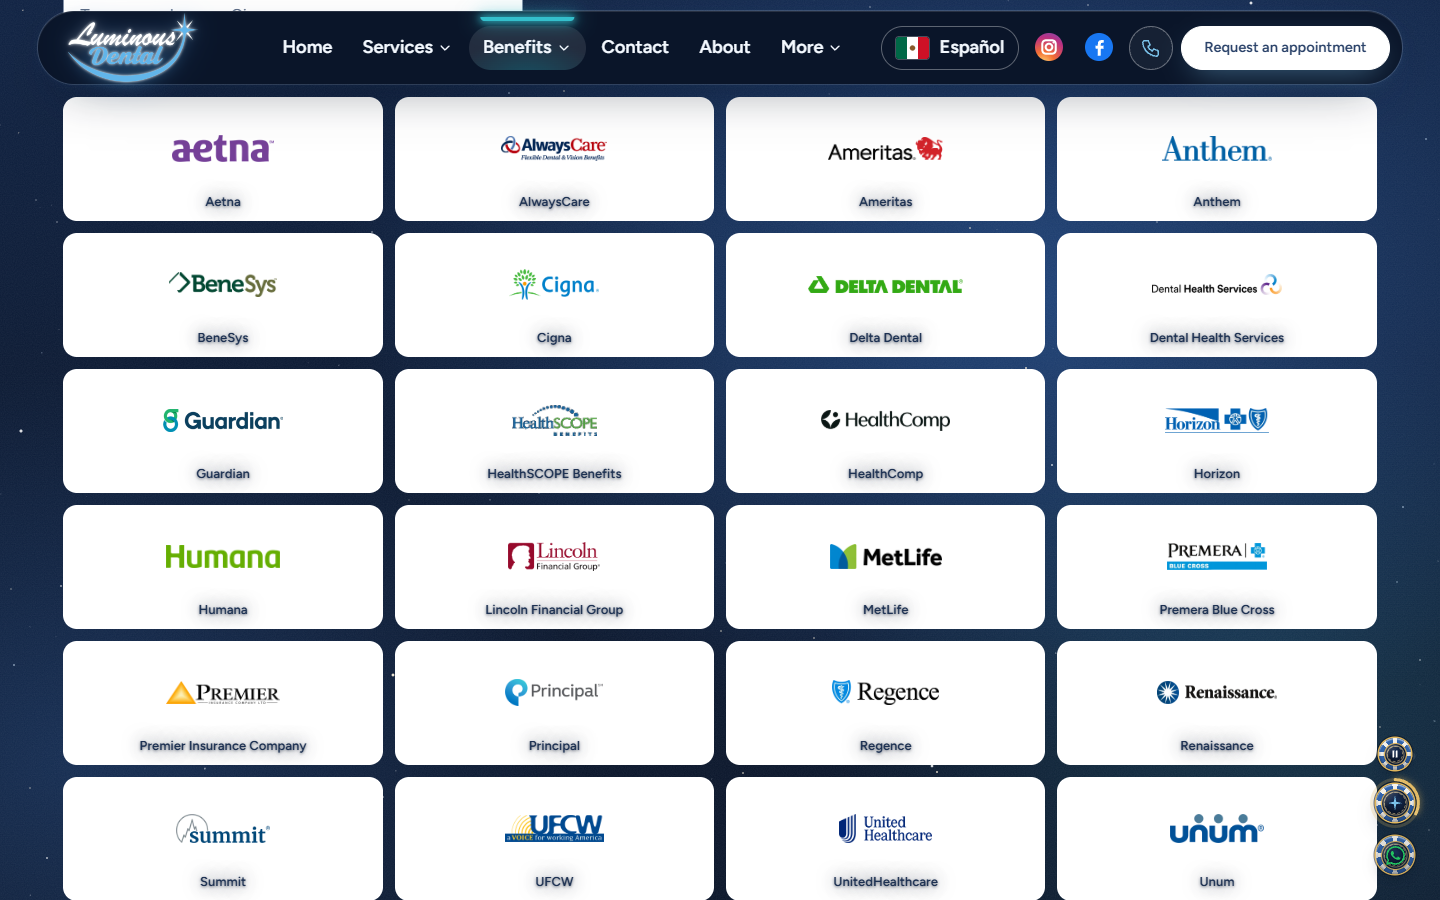 Luminous
Dental
Home
Services
Benefits
Contact
About
More
Español
Request an appointment
aetna™
AlwaysCare
Flexible Dental & Vision Benefits
Ameritas
Anthem
Aetna
AlwaysCare
Ameritas
Anthem
BeneSys
Cigna
DELTA DENTAL
Dental Health Services
BeneSys
Cigna
Delta Dental
Dental Health Services
Guardian
HealthSCOPE
BENEFITS
HealthComp
Horizon
Guardian
HealthSCOPE Benefits
HealthComp
Horizon
Humana
Lincoln
Financial Group®
MetLife
PREMERA
BLUE CROSS
Humana
Lincoln Financial Group
MetLife
Premera Blue Cross
PREMIER
INSURANCE COMPANY LTD
Principal
Regence
Renaissance
Premier Insurance Company
Principal
Regence
Renaissance
summit®
UFCW
a VOICE for working America
United
Healthcare
unum®
Summit
UFCW
UnitedHealthcare
Unum